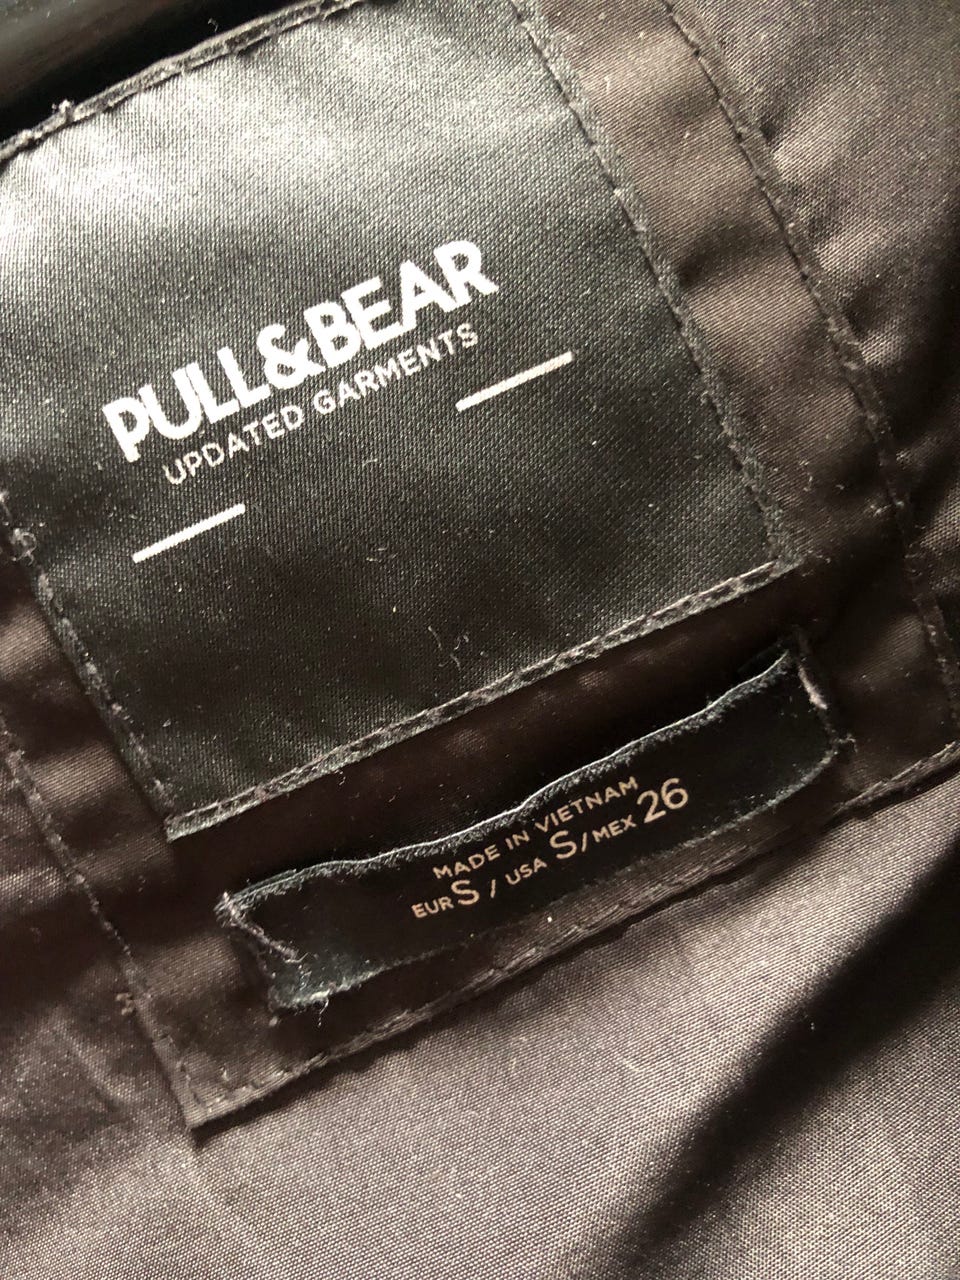 PULL&BEAR
UPDATED GARMENTS
MADE IN VIETNAM
EUR S / USA S/MEX 26